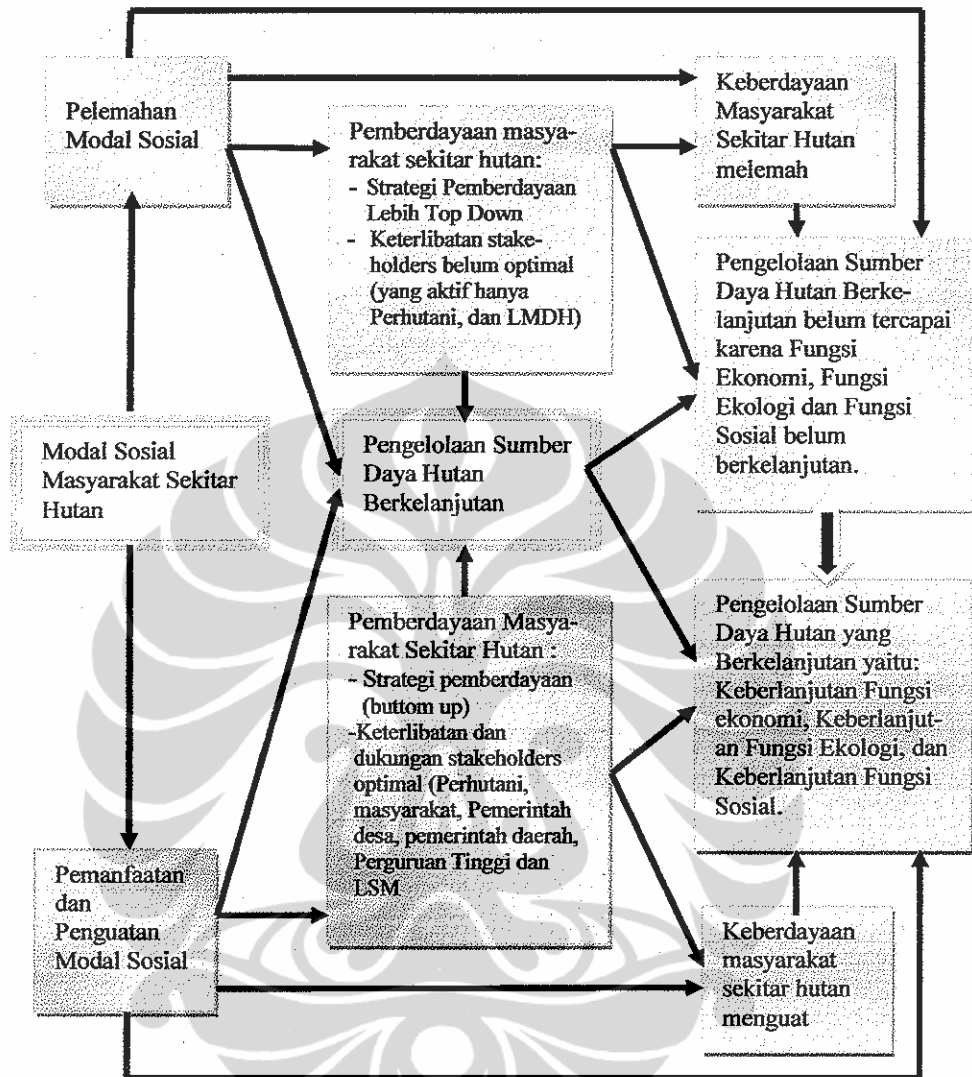 Pelemahan
Modal Sosial
Pemberdayaan masya-
rakat sekitar hutan:
- Strategi Pemberdayaan
Lebih Top Down
- Keterlibatan stake-
holders belum optimal
(yang aktif hanya
Perhutani, dan LMDH)
Keberdayaan
Masyarakat
Sekitar Hutan
melemah
Pengelolaan Sumber
Daya Hutan Berke-
lanjutan belum tercapai
karena Fungsi
Ekonomi, Fungsi
Ekologi dan Fungsi
Sosial belum
berkelanjutan.
Modal Sosial
Masyarakat Sekitar
Hutan
Pengelolaan Sumber
Daya Hutan
Berkelanjutan
Pemberdayaan Masya-
rakat Sekitar Hutan :
- Strategi pemberdayaan
(buttom up)
-Keterlibatan dan
dukungan stakeholders
optimal (Perhutani,
masyarakat, Pemerintah
desa, pemerintah daerah,
Perguruan Tinggi dan
LSM
Pengelolaan Sumber
Daya Hutan yang
Berkelanjutan yaitu:
Keberlanjutan Fungsi
ekonomi, Keberlanjut-
an Fungsi Ekologi, dan
Keberlanjutan Fungsi
Sosial.
Pemanfaatan
dan
Penguatan
Modal Sosial
Keberdayaan
masyarakat
sekitar hutan
menguat